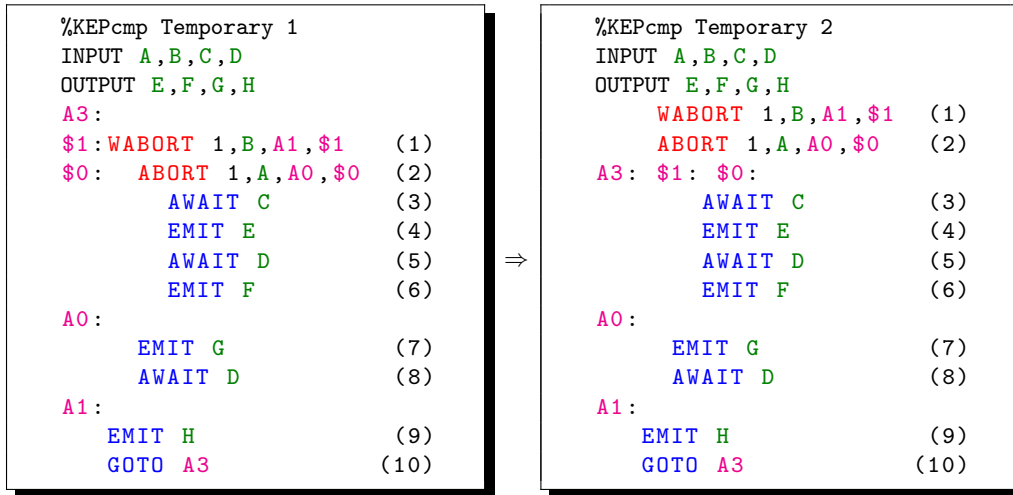 %KEPcmp Temporary 1
INPUT A,B,C,D
OUTPUT E,F,G,H
A3:
$1:WABORT 1,B,A1,$1 (1)
$0: ABORT 1,A,A0,$0 (2)
AWAIT C (3)
EMIT E (4)
AWAIT D (5)
EMIT F (6)
A0:
EMIT G (7)
AWAIT D (8)
A1:
EMIT H (9)
GOTO A3 (10)
⇒
%KEPcmp Temporary 2
INPUT A,B,C,D
OUTPUT E,F,G,H
WABORT 1,B,A1,$1 (1)
ABORT 1,A,A0,$0 (2)
A3: $1: $0:
AWAIT C (3)
EMIT E (4)
AWAIT D (5)
EMIT F (6)
A0:
EMIT G (7)
AWAIT D (8)
A1:
EMIT H (9)
GOTO A3 (10)